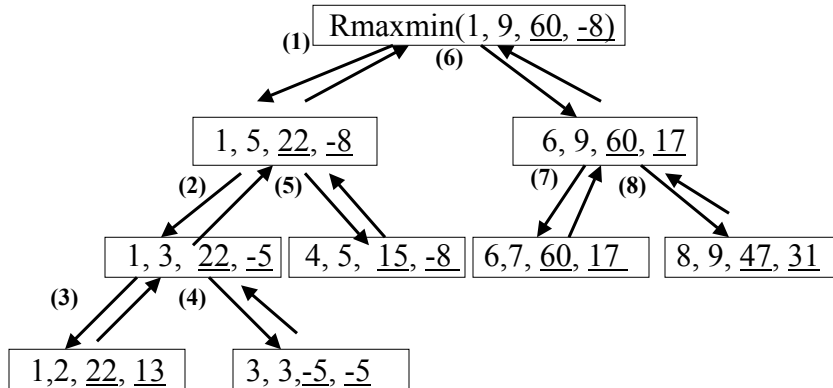 Rmaxmin(1, 9, 60, -8)
(1)
(6)
1, 5, 22, -8
6, 9, 60, 17
(2)
(5)
(7)
(8)
1, 3, 22, -5
4, 5, 15, -8
6,7, 60, 17
8, 9, 47, 31
(3)
(4)
1,2, 22, 13
3, 3,-5, -5